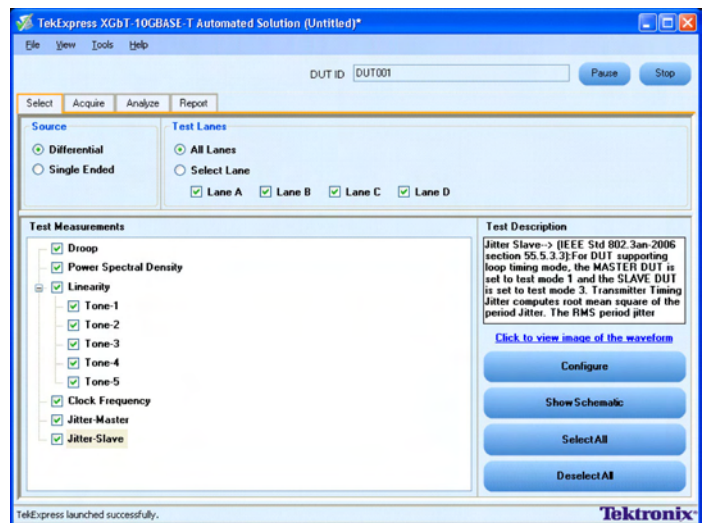 TekExpress XGbT-10GBASE-T Automated Solution (Untitled)*
File View Tools Help
DUT ID DUT001 Pause Stop
Select Acquire Analyze Report
Source
Differential
Single Ended
Test Lanes
All Lanes
Select Lane
Lane A Lane B Lane C Lane D
Test Measurements
Droop
Power Spectral Density
Linearity
Tone-1
Tone-2
Tone-3
Tone-4
Tone-5
Clock Frequency
Jitter-Master
Jitter-Slave
Test Description
Jitter Slave--> (IEEE Std 802.3an-2006
section 55.5.3.3):For DUT supporting
loop timing mode, the MASTER DUT is
set to test mode 1 and the SLAVE DUT
is set to test mode 3. Transmitter Timing
Jitter computes root mean square of the
period Jitter. The RMS period jitter
Click to view image of the waveform
Configure
Show Schematic
Select All
Deselect All
TekExpress launched successfully.
Tektronix